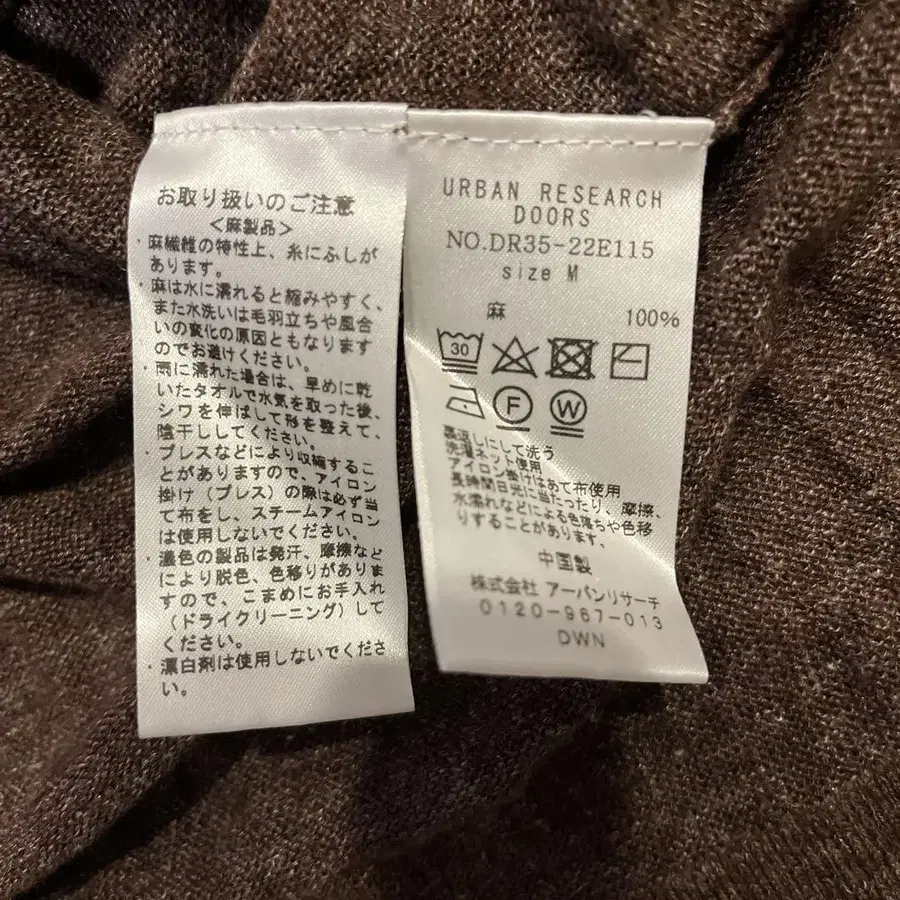 お取り扱いのご注意
<麻製品>
・麻繊維の特性上、糸にふしが
あります。
・麻は水に濡れると縮みやすく、
また水洗いは毛羽立ちや風合
いの変化の原因ともなります
のでお避けください。
・雨に濡れた場合は、早めに乾
いたタオルで水気を取った後、
シワを伸ばして形を整えて、
陰干ししてください。
・プレスなどにより収縮するこ
とがありますので、アイロン
掛け(プレス)の際は必ず当
て布をし、スチームアイロン
は使用しないでください。
・濃色の製品は発汗、摩擦など
により脱色、色移りがありま
すので、こまめにお手入れ
(ドライクリーニング)して
ください。
・漂白剤は使用しないでくださ
い。
URBAN RESEARCH
DOORS
NO.DR35-22E115
size M
麻 100%
30
F W
裏返しにして洗う
洗濯ネット使用
アイロン掛けはあて布使用
長時間日光に当たったり、摩擦、
水濡れなどによる色落ちや色移
りすることがあります。
中国製
株式会社 アーバンリサーチ
0120-967-013
DWN